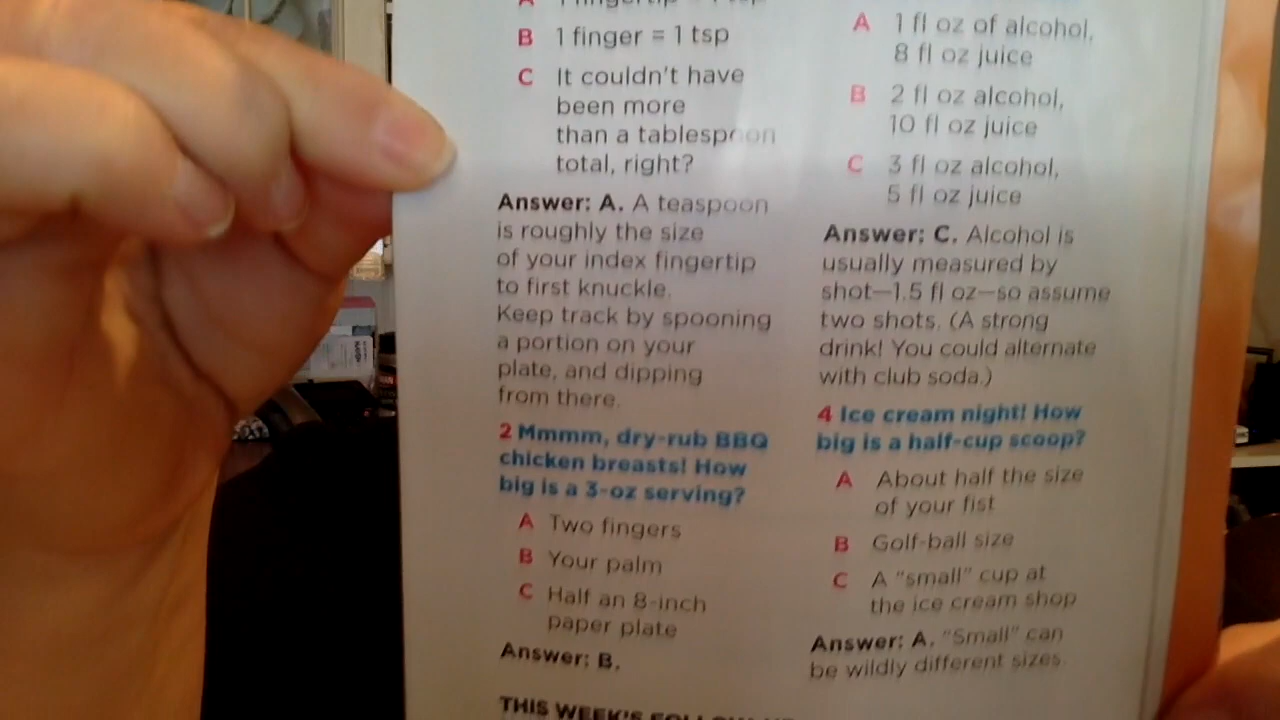 A 1 fingertip = 1 tsp
B 1 finger = 1 tsp
C It couldn't have
been more
than a tablespoon
total, right?
Answer: A. A teaspoon
is roughly the size
of your index fingertip
to first knuckle.
Keep track by spooning
a portion on your
plate, and dipping
from there.
2 Mmmm, dry-rub BBQ
chicken breasts! How
big is a 3-oz serving?
A Two fingers
B Your palm
C Half an 8-inch
paper plate
Answer: B.
THIS WEEK'S
A 1 fl oz of alcohol,
8 fl oz juice
B 2 fl oz alcohol,
10 fl oz juice
C 3 fl oz alcohol,
5 fl oz juice
Answer: C. Alcohol is
usually measured by
shot—1.5 fl oz—so assume
two shots. (A strong
drink! You could alternate
with club soda.)
4 Ice cream night! How
big is a half-cup scoop?
A About half the size
of your fist
B Golf-ball size
C A "small" cup at
the ice cream shop
Answer: A. "Small" can
be wildly different sizes.